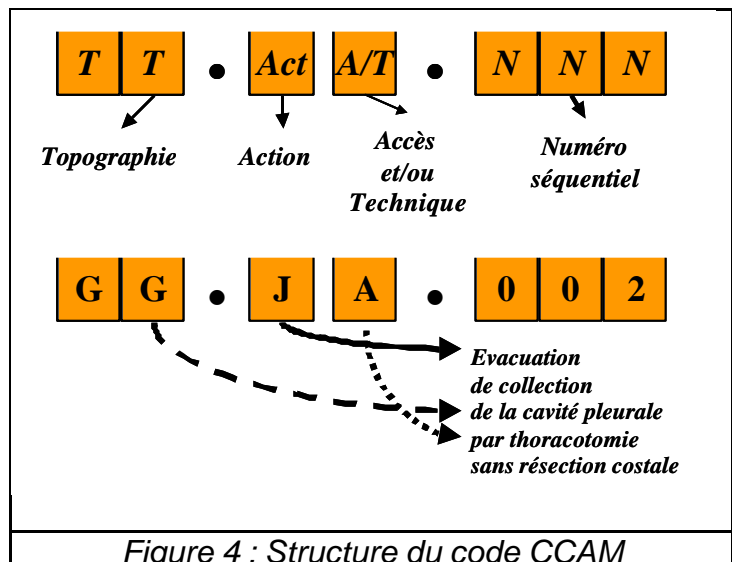 T T • Act A/T • N N N
Topographie
Action
Accès
et/ou
Technique
Numéro
séquentiel
G G • J A • 0 0 2
Evacuation
de collection
de la cavité pleurale
par thoracotomie
sans résection costale
Figure 4 : Structure du code CCAM